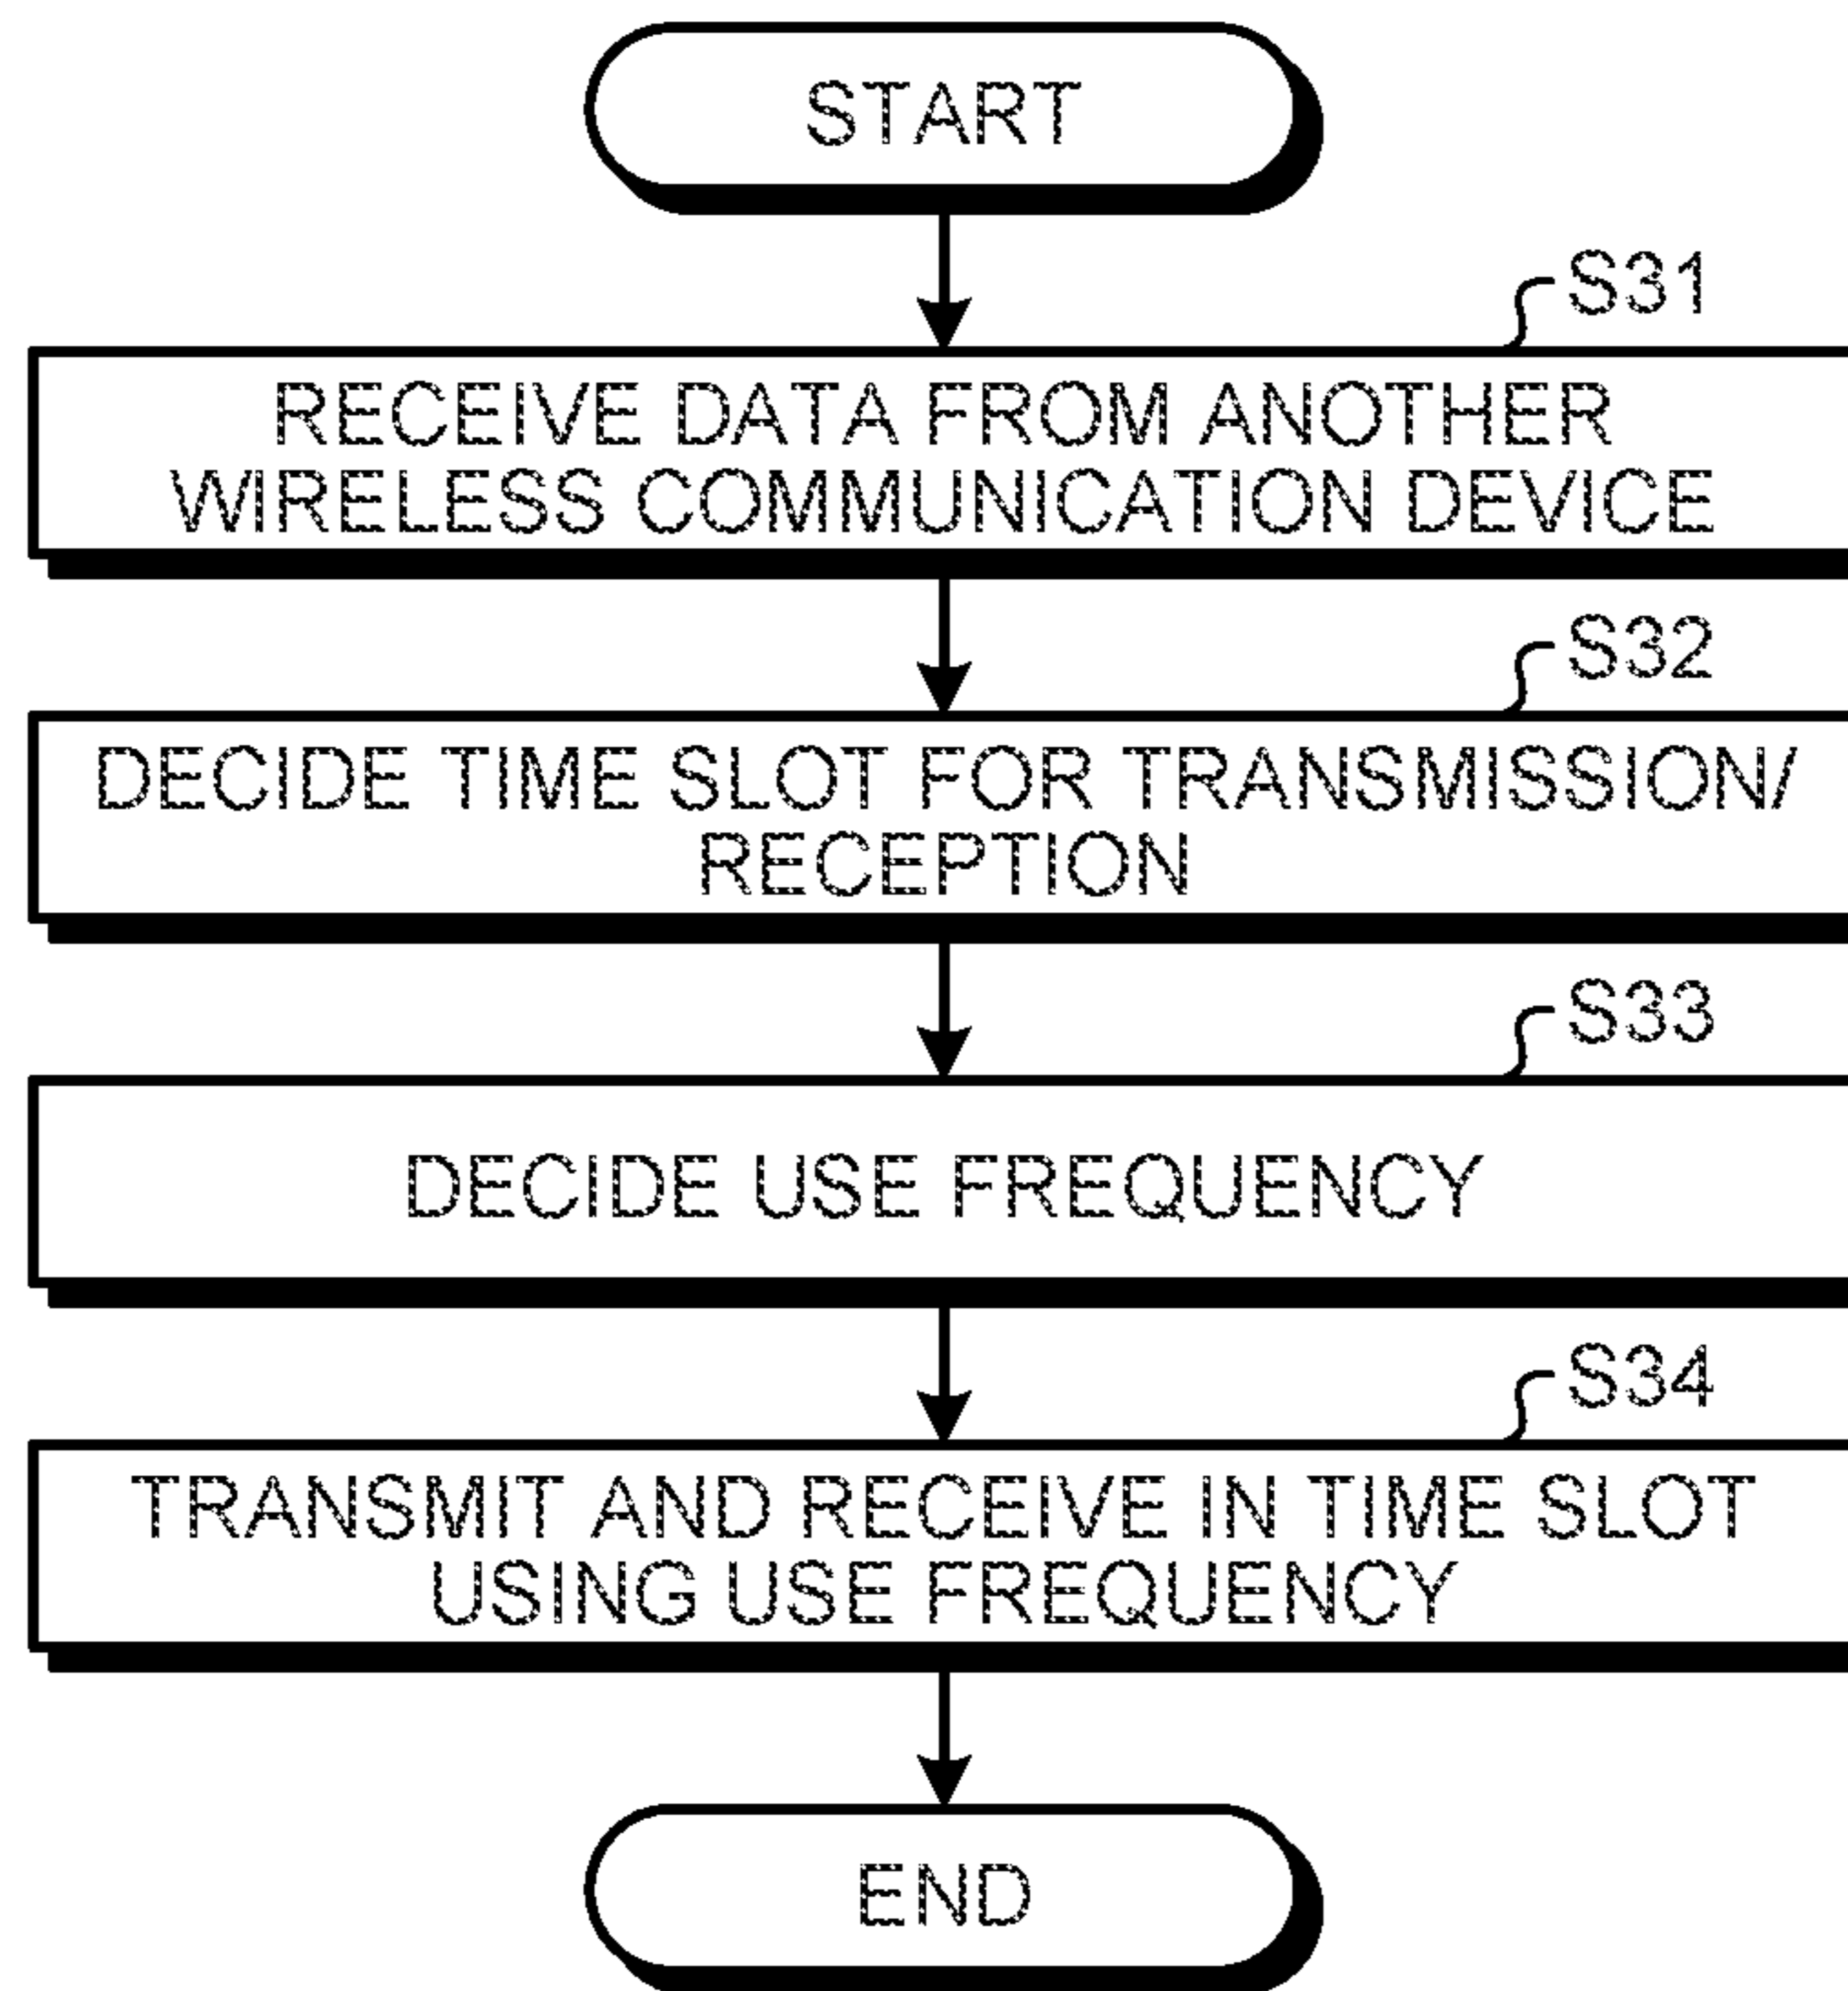 START
S31
RECEIVE DATA FROM ANOTHER
WIRELESS COMMUNICATION DEVICE
S32
DECIDE TIME SLOT FOR TRANSMISSION/
RECEPTION
S33
DECIDE USE FREQUENCY
S34
TRANSMIT AND RECEIVE IN TIME SLOT
USING USE FREQUENCY
END